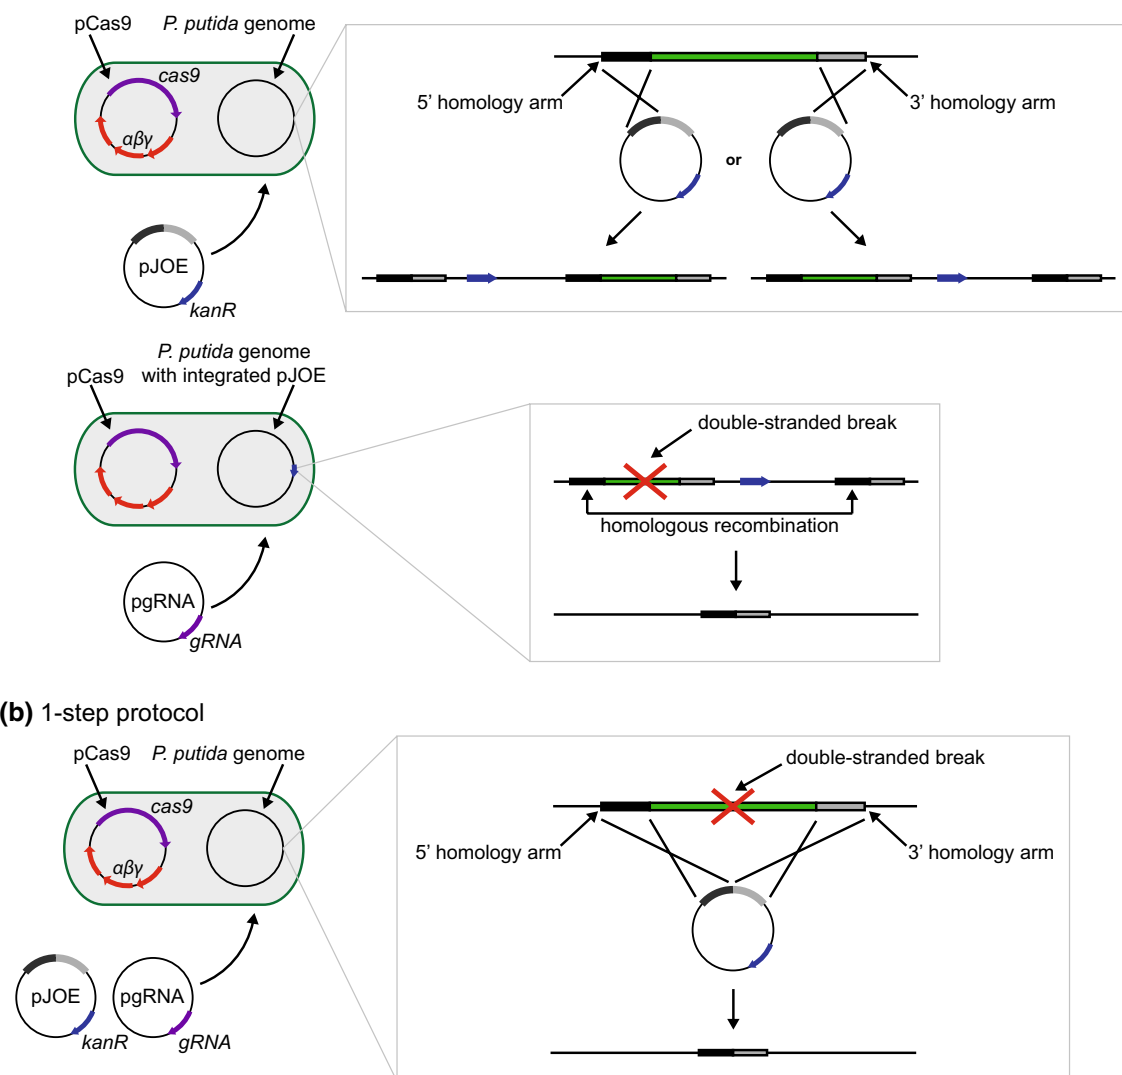 pCas9 P. putida genome
cas9
αβγ
pJOE
kanR
5’ homology arm
3’ homology arm
or
P. putida genome
pCas9 with integrated pJOE
pgRNA
gRNA
double-stranded break
homologous recombination
(b) 1-step protocol
pCas9 P. putida genome
cas9
αβγ
pJOE
pgRNA
kanR
gRNA
double-stranded break
5’ homology arm
3’ homology arm